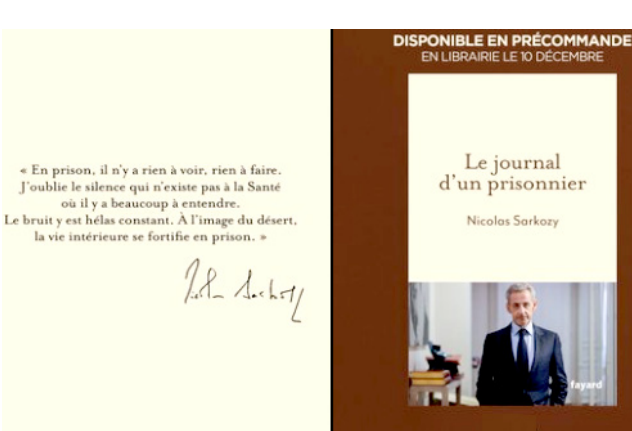 « En prison, il n'y a rien à voir, rien à faire.
J'oublie le silence qui n'existe pas à la Santé
où il y a beaucoup à entendre.
Le bruit y est hélas constant. À l'image du désert,
la vie intérieure se fortifie en prison. »
DISPONIBLE EN PRÉCOMMANDE
EN LIBRAIRIE LE 10 DÉCEMBRE
Le journal
d'un prisonnier
Nicolas Sarkozy
fayard